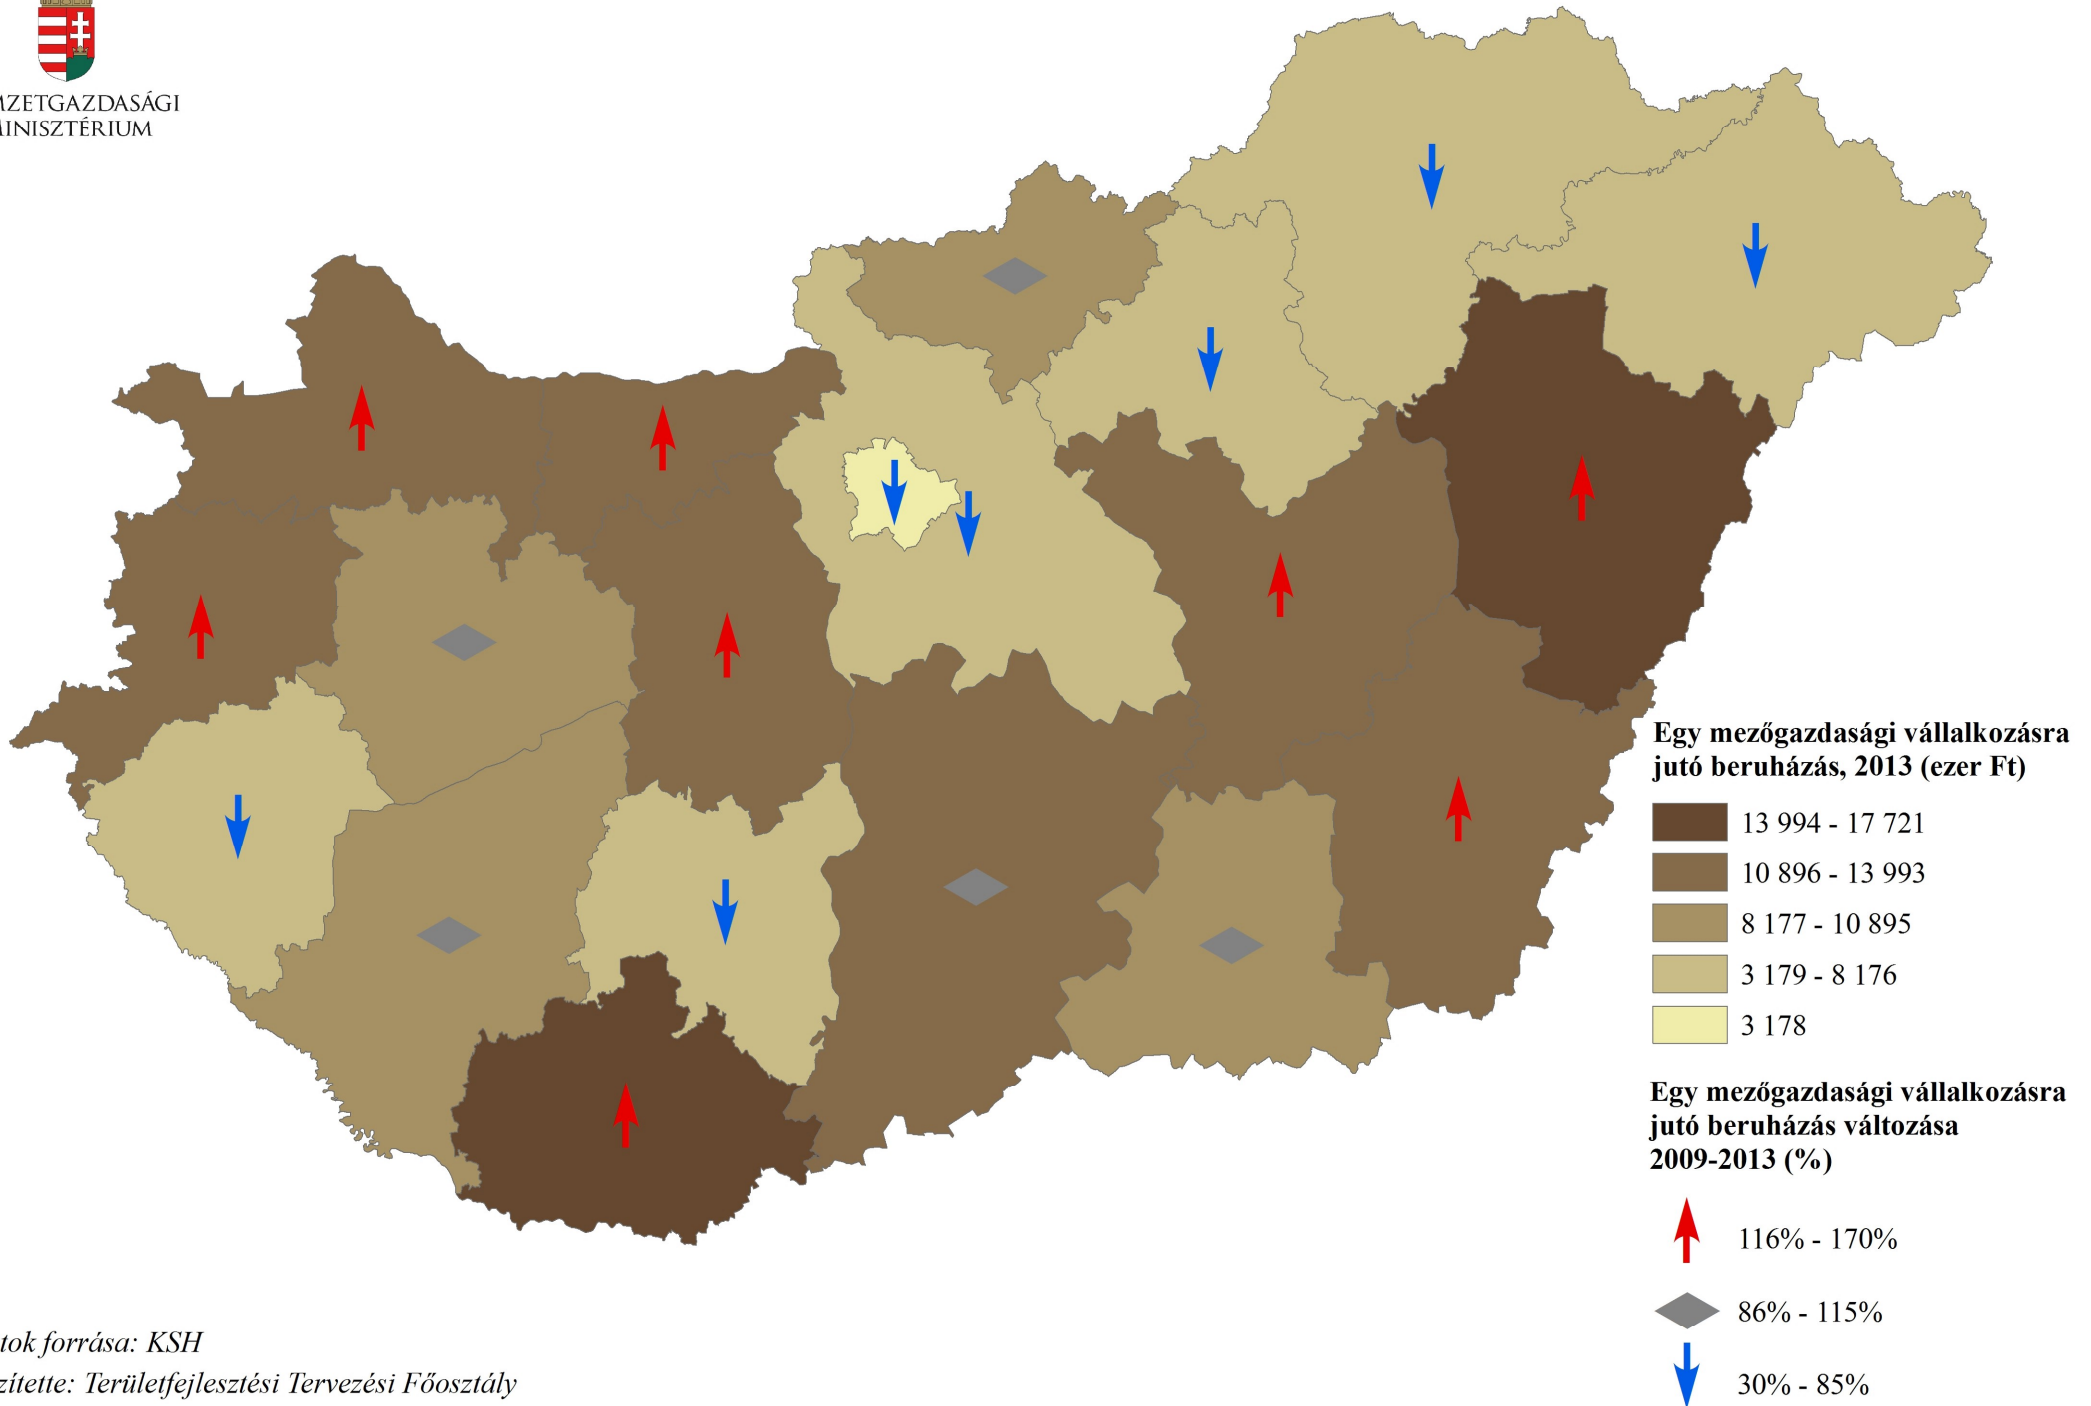 MZETGAZDASÁGI
MINISZTÉRIUM
Egy mezőgazdasági vállalkozásra
jutó beruházás, 2013 (ezer Ft)
13 994 - 17 721
10 896 - 13 993
8 177 - 10 895
3 179 - 8 176
3 178
Egy mezőgazdasági vállalkozásra
jutó beruházás változása
2009-2013 (%)
116% - 170%
86% - 115%
30% - 85%
tok forrása: KSH
zítette: Területfejlesztési Tervezési Főosztály